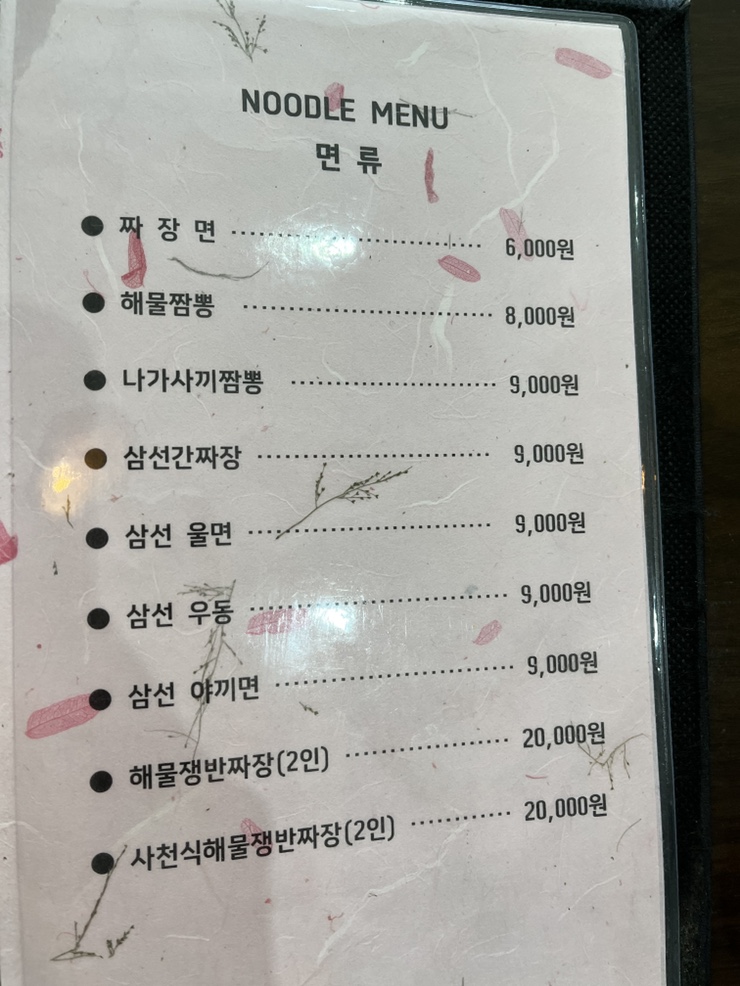 NOODLE MENU
면 류
● 짜 장 면 ........................ 6,000원
● 해물짬뽕 ........................ 8,000원
● 나가사끼짬뽕 ........................ 9,000원
● 삼선간짜장 ........................ 9,000원
● 삼선 울면 ........................ 9,000원
● 삼선 우동 ........................ 9,000원
● 삼선 야끼면 ........................ 9,000원
● 해물쟁반짜장(2인) ................ 20,000원
● 사천식해물쟁반짜장(2인) .......... 20,000원